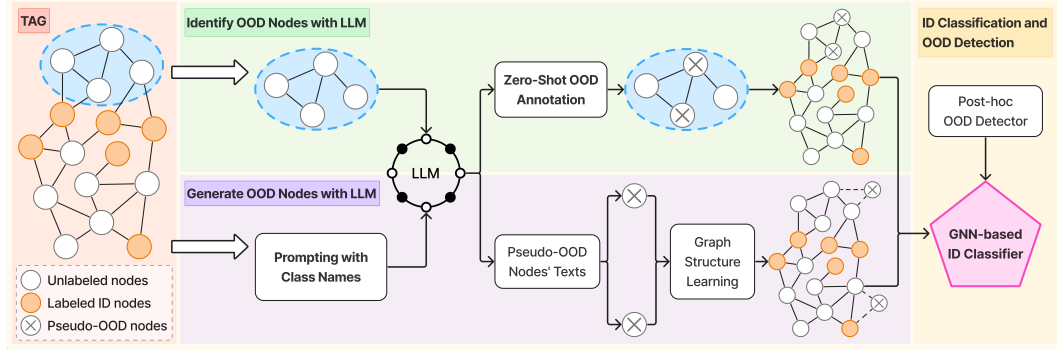 TAG
Identify OOD Nodes with LLM
ID Classification and
OOD Detection
Zero-Shot OOD
Annotation
Post-hoc
OOD Detector
LLM
Generate OOD Nodes with LLM
Prompting with
Class Names
Pseudo-OOD
Nodes' Texts
Graph
Structure
Learning
GNN-based
ID Classifier
Unlabeled nodes
Labeled ID nodes
Pseudo-OOD nodes